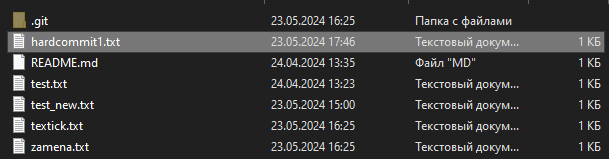 .git 23.05.2024 16:25 Папка с файлами
hardcommit1.txt 23.05.2024 17:46 Текстовый докум... 1 КБ
README.md 24.04.2024 13:35 Файл "MD" 1 КБ
test.txt 24.04.2024 13:23 Текстовый докум... 1 КБ
test_new.txt 23.05.2024 15:00 Текстовый докум... 1 КБ
textick.txt 23.05.2024 16:25 Текстовый докум... 1 КБ
zamena.txt 23.05.2024 16:25 Текстовый докум... 1 КБ